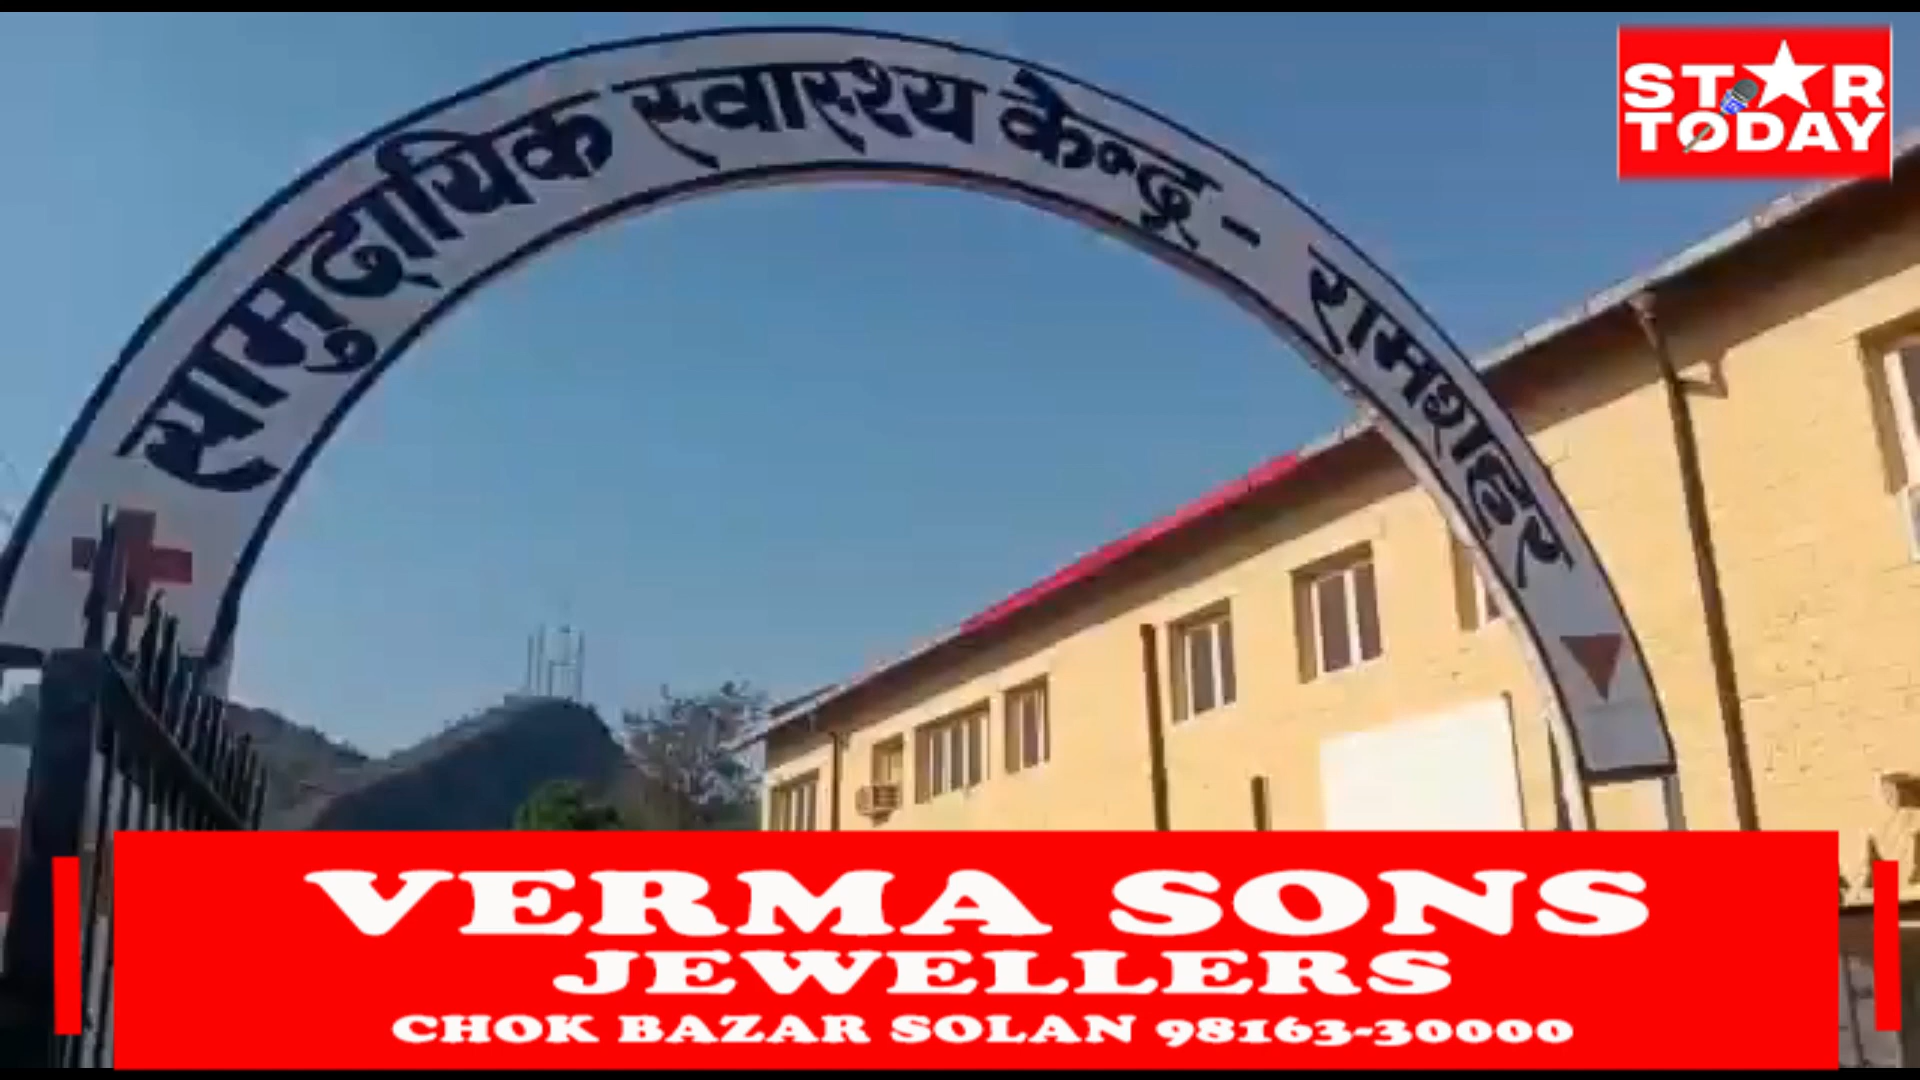 सामुदायिक स्वास्थ्य केन्द्र - रामशहर
STAR
TODAY
VERMA SONS
JEWELLERS
CHOK BAZAR SOLAN 98163-30000